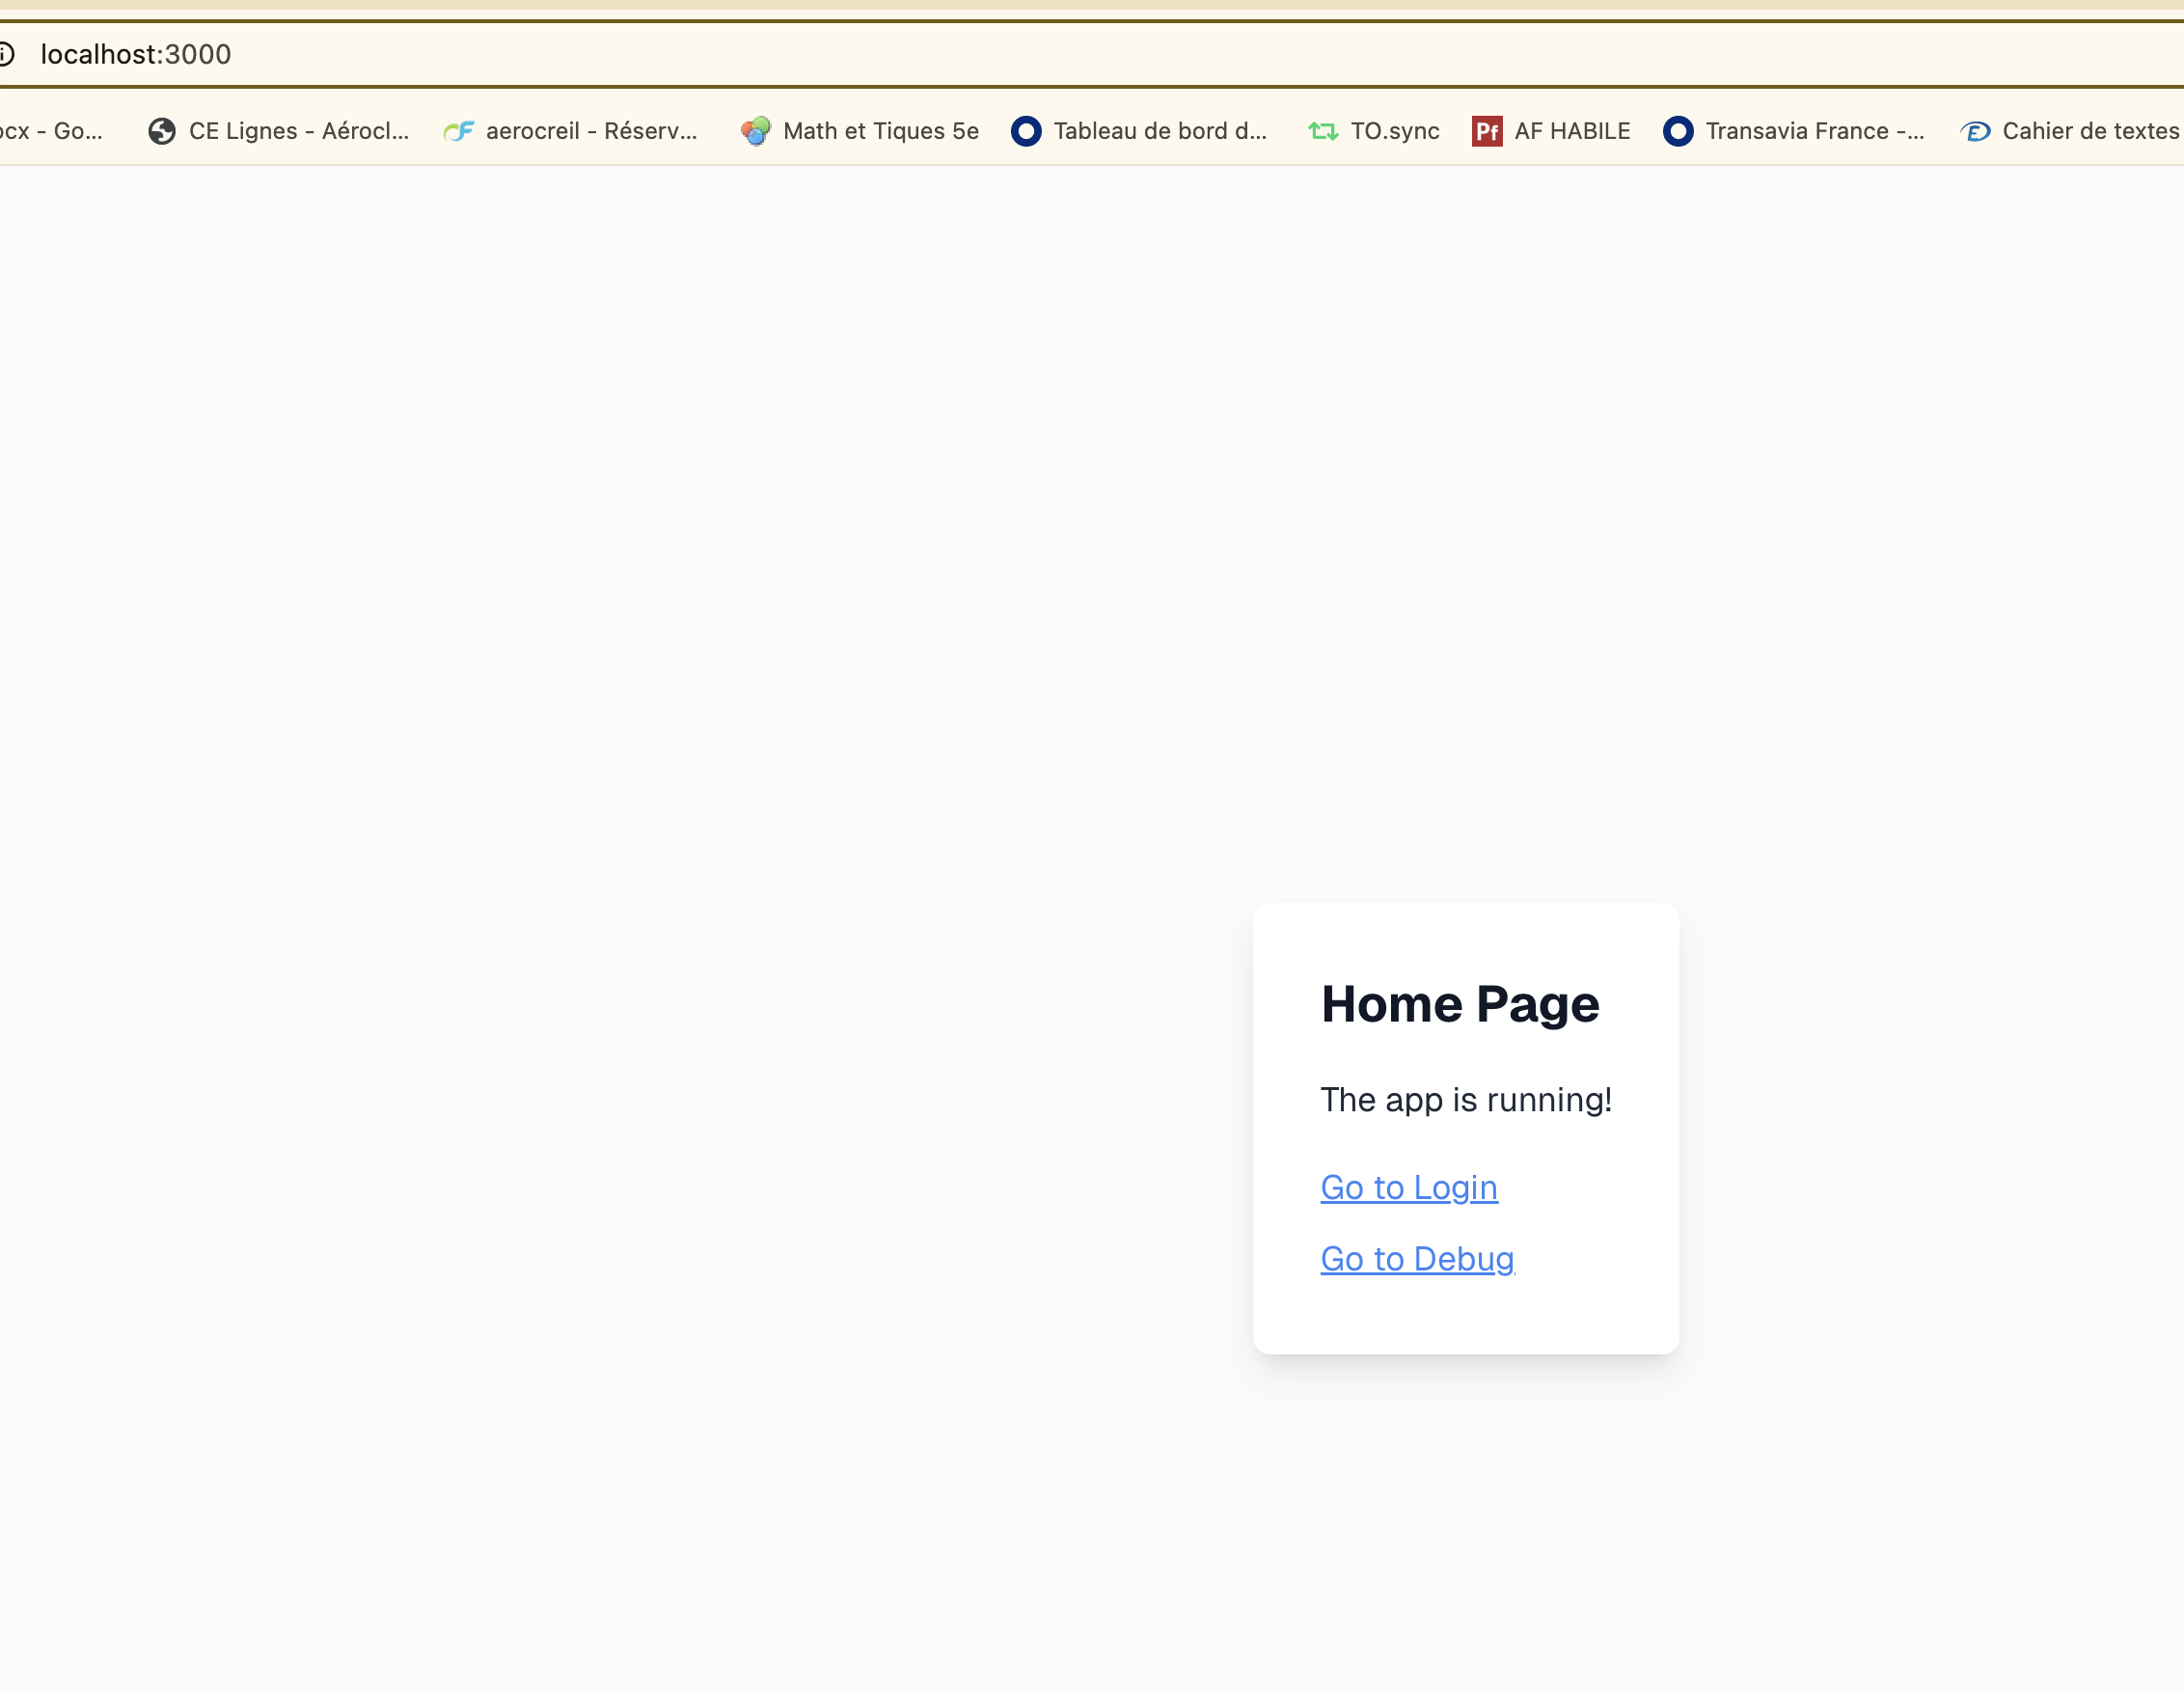 localhost:3000
ocx - Go... CE Lignes - Aérocl... aerocreil - Réserv... Math et Tiques 5e Tableau de bord d... TO.sync Pf AF HABILE Transavia France -... Cahier de textes
Home Page
The app is running!
Go to Login
Go to Debug